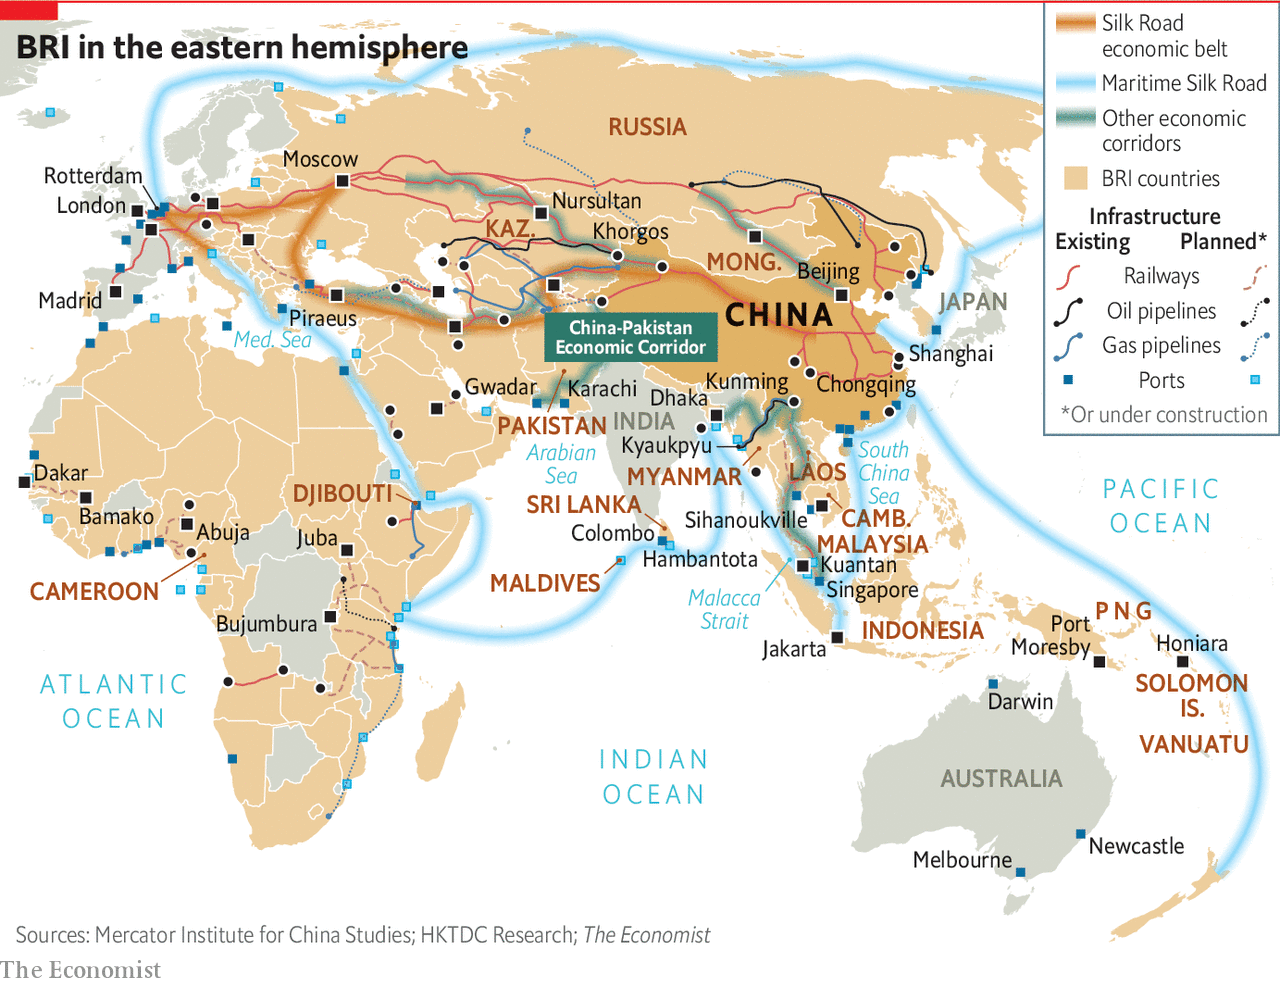 BRI in the eastern hemisphere
Silk Road
economic belt
Maritime Silk Road
Other economic
corridors
BRI countries
Infrastructure
Existing
Planned*
Railways
Oil pipelines
Gas pipelines
Ports
*Or under construction
RUSSIA
Moscow
Rotterdam
London
Nursultan
KAZ.
Khorgos
MONG.
Beijing
Madrid
Piraeus
CHINA
JAPAN
Med. Sea
China-Pakistan
Economic Corridor
Shanghai
Gwadar
Karachi
Kunming
Chongqing
Dhaka
PAKISTAN
INDIA
Kyaukpyu
Arabian
Sea
South
China
Sea
Dakar
MYANMAR
LAOS
PACIFIC
OCEAN
DJIBOUTI
SRI LANKA
Bamako
Abuja
Juba
Colombo
Sihanoukville
CAMB.
MALAYSIA
Hambantota
Kuantan
MALDIVES
Singapore
CAMEROON
Malacca
Strait
Bujumbura
Jakarta
INDONESIA
PNG
Port
Moresby
Honiara
ATLANTIC
OCEAN
SOLOMON
IS.
Darwin
VANUATU
INDIAN
OCEAN
AUSTRALIA
Newcastle
Melbourne
Sources: Mercator Institute for China Studies; HKTDC Research; The Economist
The Economist